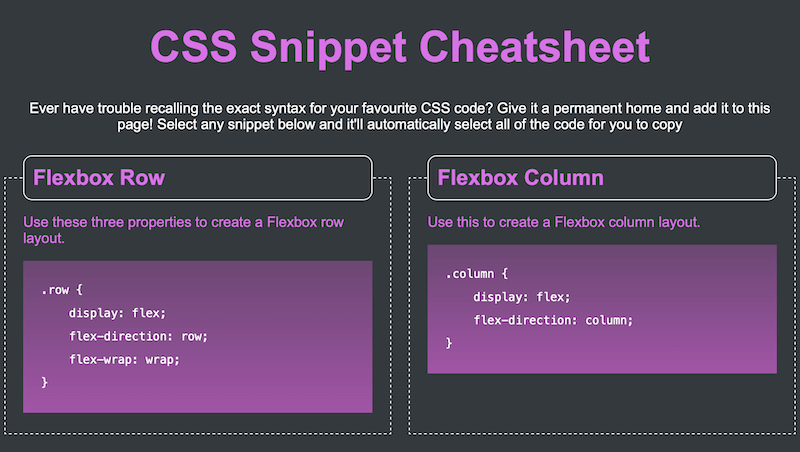 CSS Snippet Cheatsheet
Ever have trouble recalling the exact syntax for your favourite CSS code? Give it a permanent home and add it to this
page! Select any snippet below and it'll automatically select all of the code for you to copy
Flexbox Row
Use these three properties to create a Flexbox row
layout.
.row {
    display: flex;
    flex-direction: row;
    flex-wrap: wrap;
}
Flexbox Column
Use this to create a Flexbox column layout.
.column {
    display: flex;
    flex-direction: column;
}